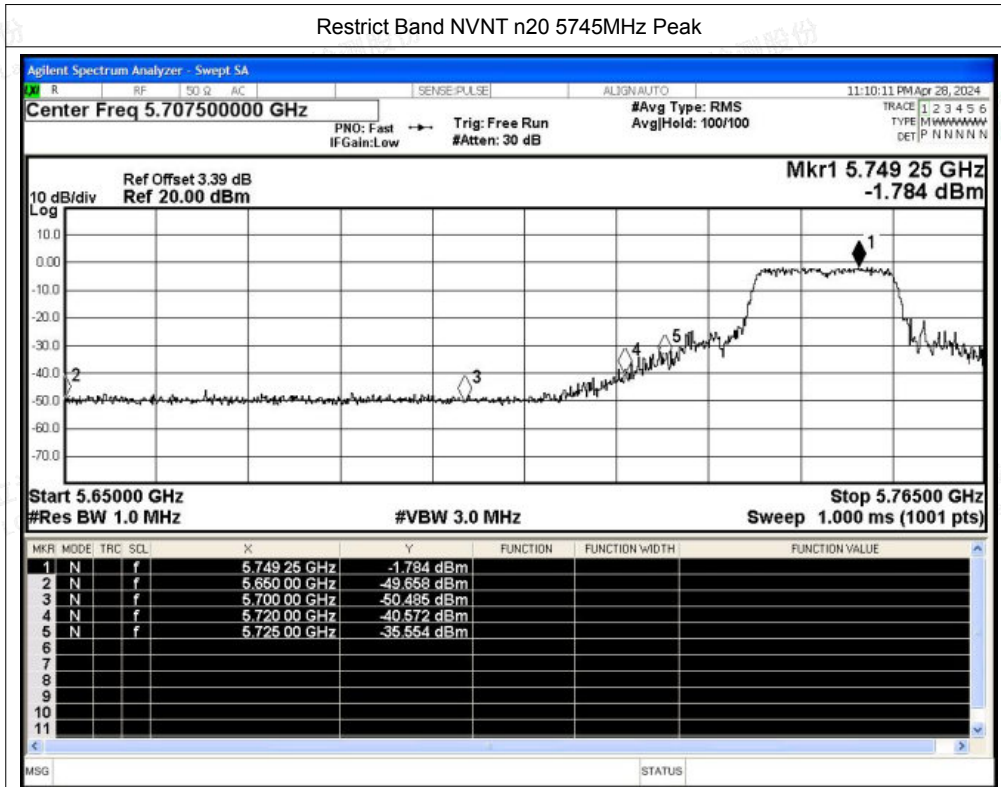 Restrict Band NVNT n20 5745MHz Peak
Agilent Spectrum Analyzer - Swept SA
LXI R RF 50 Ω AC SENSE:PULSE ALIGNAUTO 11:10:11 PM Apr 28, 2024
Center Freq 5.707500000 GHz #Avg Type: RMS TRACE 1 2 3 4 5 6
PNO: Fast Trig: Free Run Avg|Hold: 100/100 TYPE MWWWWW
IFGain:Low #Atten: 30 dB DET P N N N N N
Mkr1 5.749 25 GHz
Ref Offset 3.39 dB
10 dB/div Ref 20.00 dBm -1.784 dBm
Log
10.0
1
0.00
-10.0
-20.0
-30.0
4 5
-40.0
2 3
-50.0
-60.0
-70.0
Start 5.65000 GHz Stop 5.76500 GHz
#Res BW 1.0 MHz #VBW 3.0 MHz Sweep 1.000 ms (1001 pts)
MKR MODE TRC SCL X Y FUNCTION FUNCTION WIDTH FUNCTION VALUE
1 N f 5.749 25 GHz -1.784 dBm
2 N f 5.650 00 GHz -49.658 dBm
3 N f 5.700 00 GHz -50.485 dBm
4 N f 5.720 00 GHz -40.572 dBm
5 N f 5.725 00 GHz -35.554 dBm
6
7
8
9
10
11
MSG STATUS